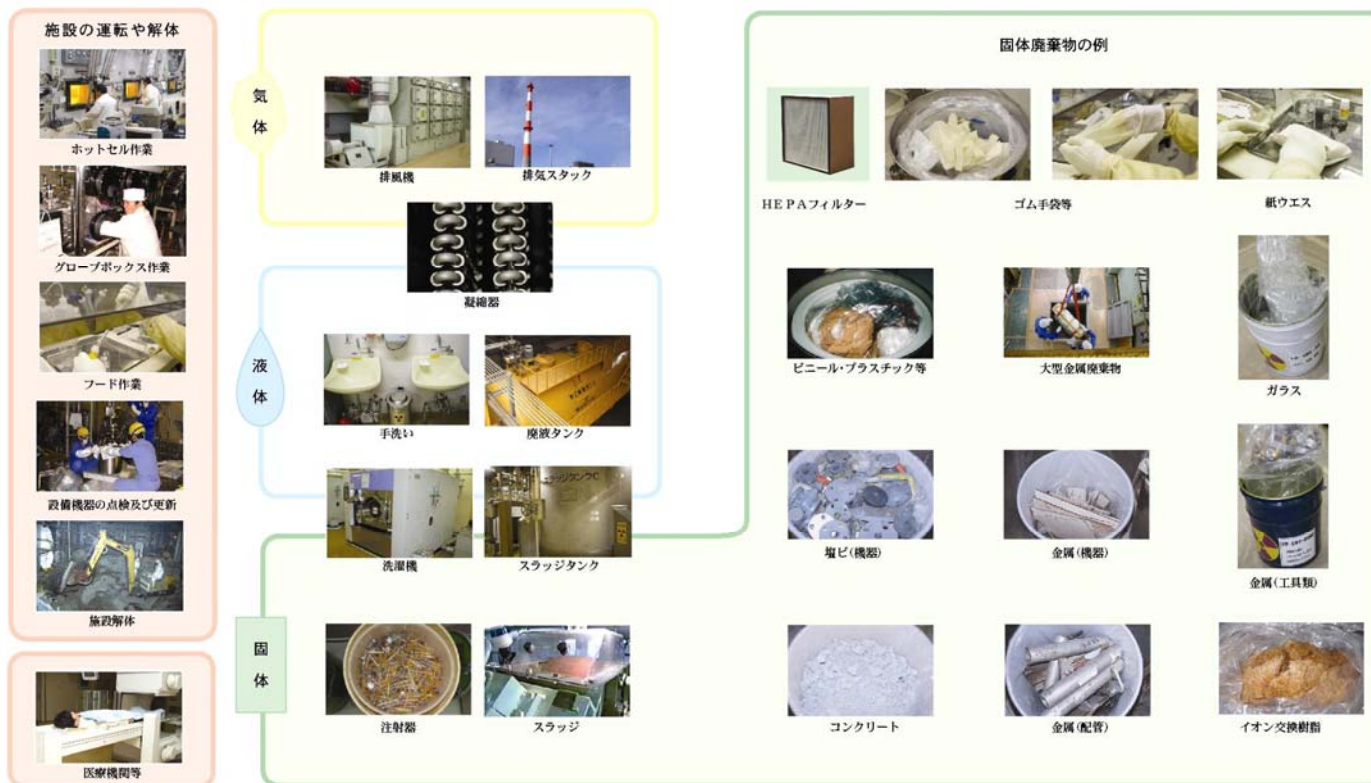 施設の運転や解体
ホットセル作業
グローブボックス作業
フード作業
設備機器の点検及び更新
施設解体
医療機関等
気体
排風機
排気スタック
凝縮器
液体
手洗い
廃液タンク
洗濯機
スラッジタンクC
スラッジタンク
固体
注射器
スラッジ
固体廃棄物の例
HEPAフィルター
ゴム手袋等
紙ウエス
ビニール・プラスチック等
大型金属廃棄物
ガラス
塩ビ(機器)
金属(機器)
金属(工具類)
コンクリート
金属(配管)
イオン交換樹脂